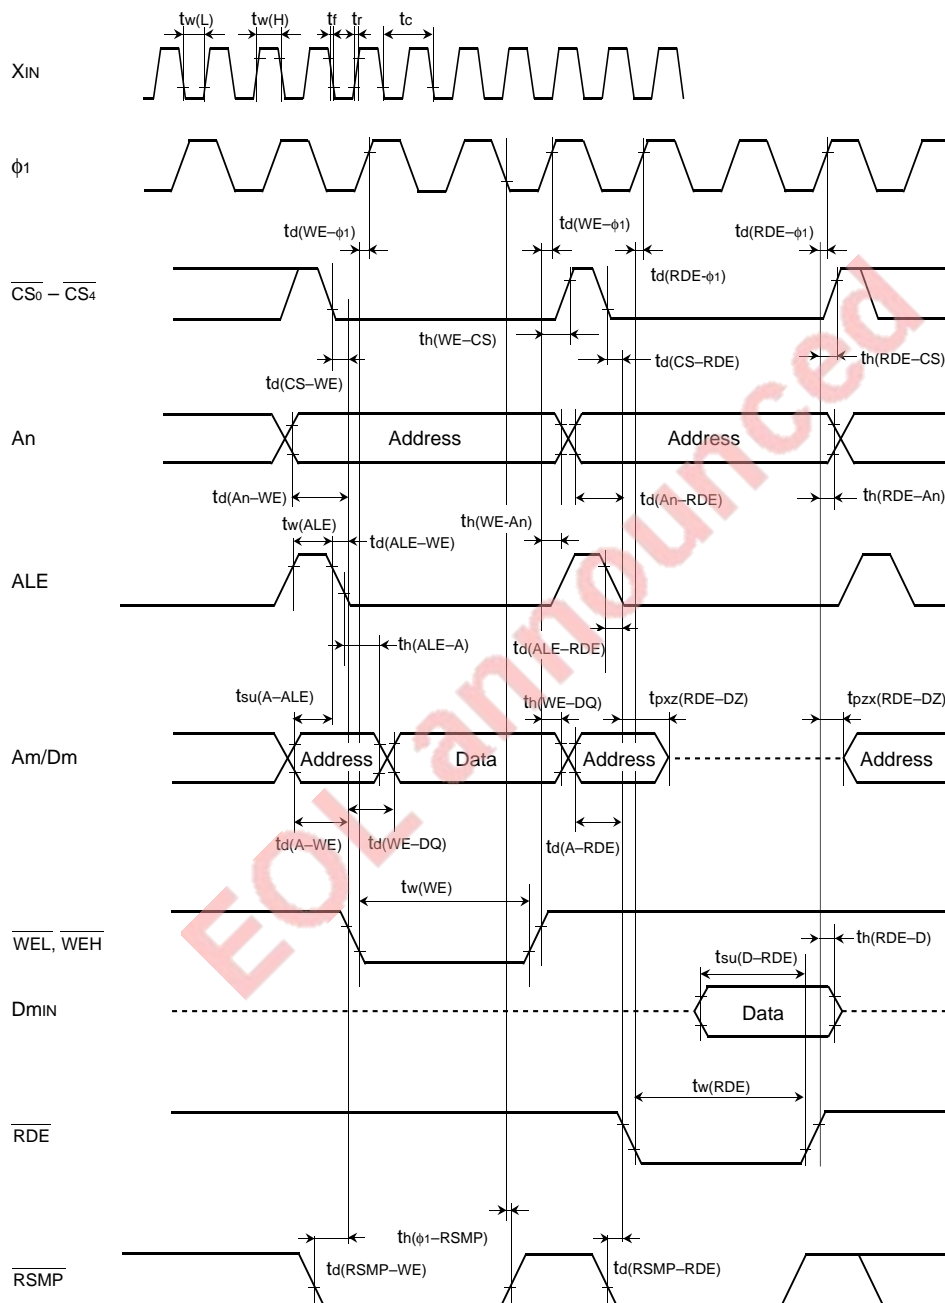 tw(L) tw(H) tf tr tc
XIN
ϕ1
td(WE–ϕ1) td(WE–ϕ1) td(RDE–ϕ1)
td(RDE-ϕ1)
CS0 – CS4
th(WE–CS) td(CS–RDE) th(RDE–CS)
td(CS–WE)
An Address Address
td(An–WE) td(An–RDE) th(RDE–An)
tw(ALE) th(WE-An)
td(ALE–WE)
ALE
th(ALE–A) td(ALE–RDE)
tsu(A–ALE) th(WE–DQ) tpxz(RDE–DZ) tpzx(RDE–DZ)
Am/Dm Address Data Address Address
td(A–WE) td(WE–DQ) td(A–RDE)
tw(WE)
WEL, WEH
th(RDE–D)
tsu(D–RDE)
DmIN Data
tw(RDE)
RDE
th(ϕ1–RSMP)
td(RSMP–WE) td(RSMP–RDE)
RSMP
EOL announced